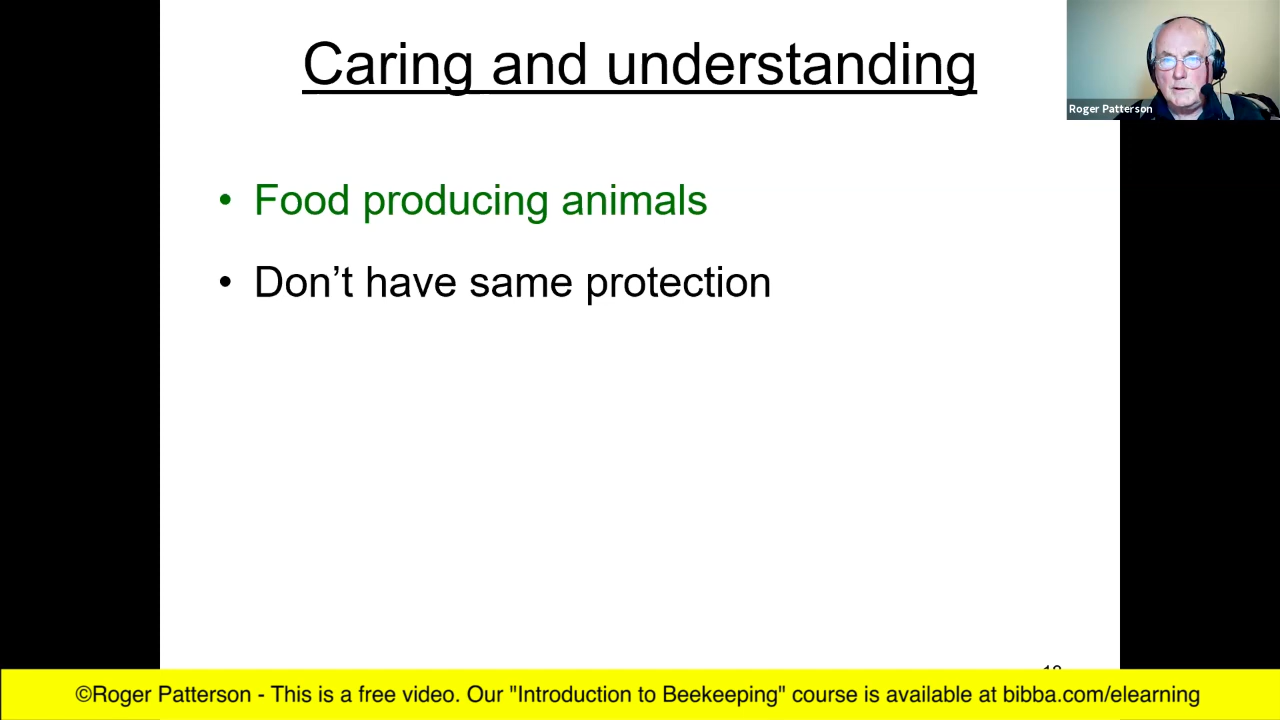 Caring and understanding
Roger Patterson
• Food producing animals
• Don’t have same protection
©Roger Patterson - This is a free video. Our "Introduction to Beekeeping" course is available at bibba.com/elearning